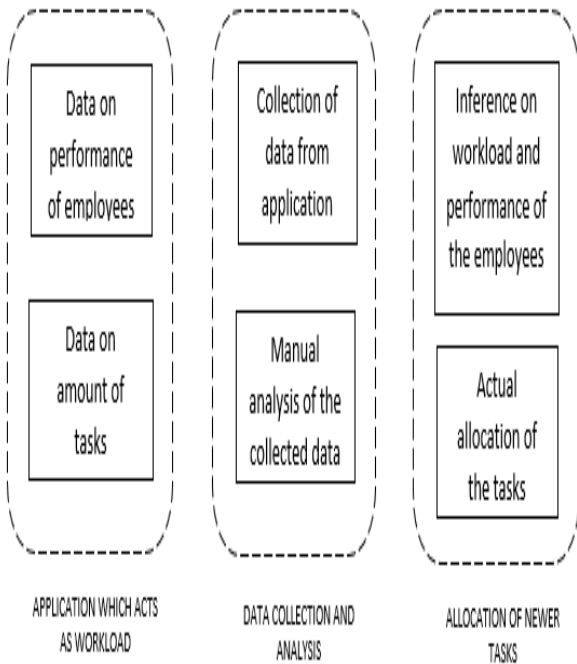 Data on
performance
of employees
Data on
amount of
tasks
APPLICATION WHICH ACTS
AS WORKLOAD
Collection of
data from
application
Manual
analysis of the
collected data
DATA COLLECTION AND
ANALYSIS
Inference on
workload and
performance of
the employees
Actual
allocation of
the tasks
ALLOCATION OF NEWER
TASKS